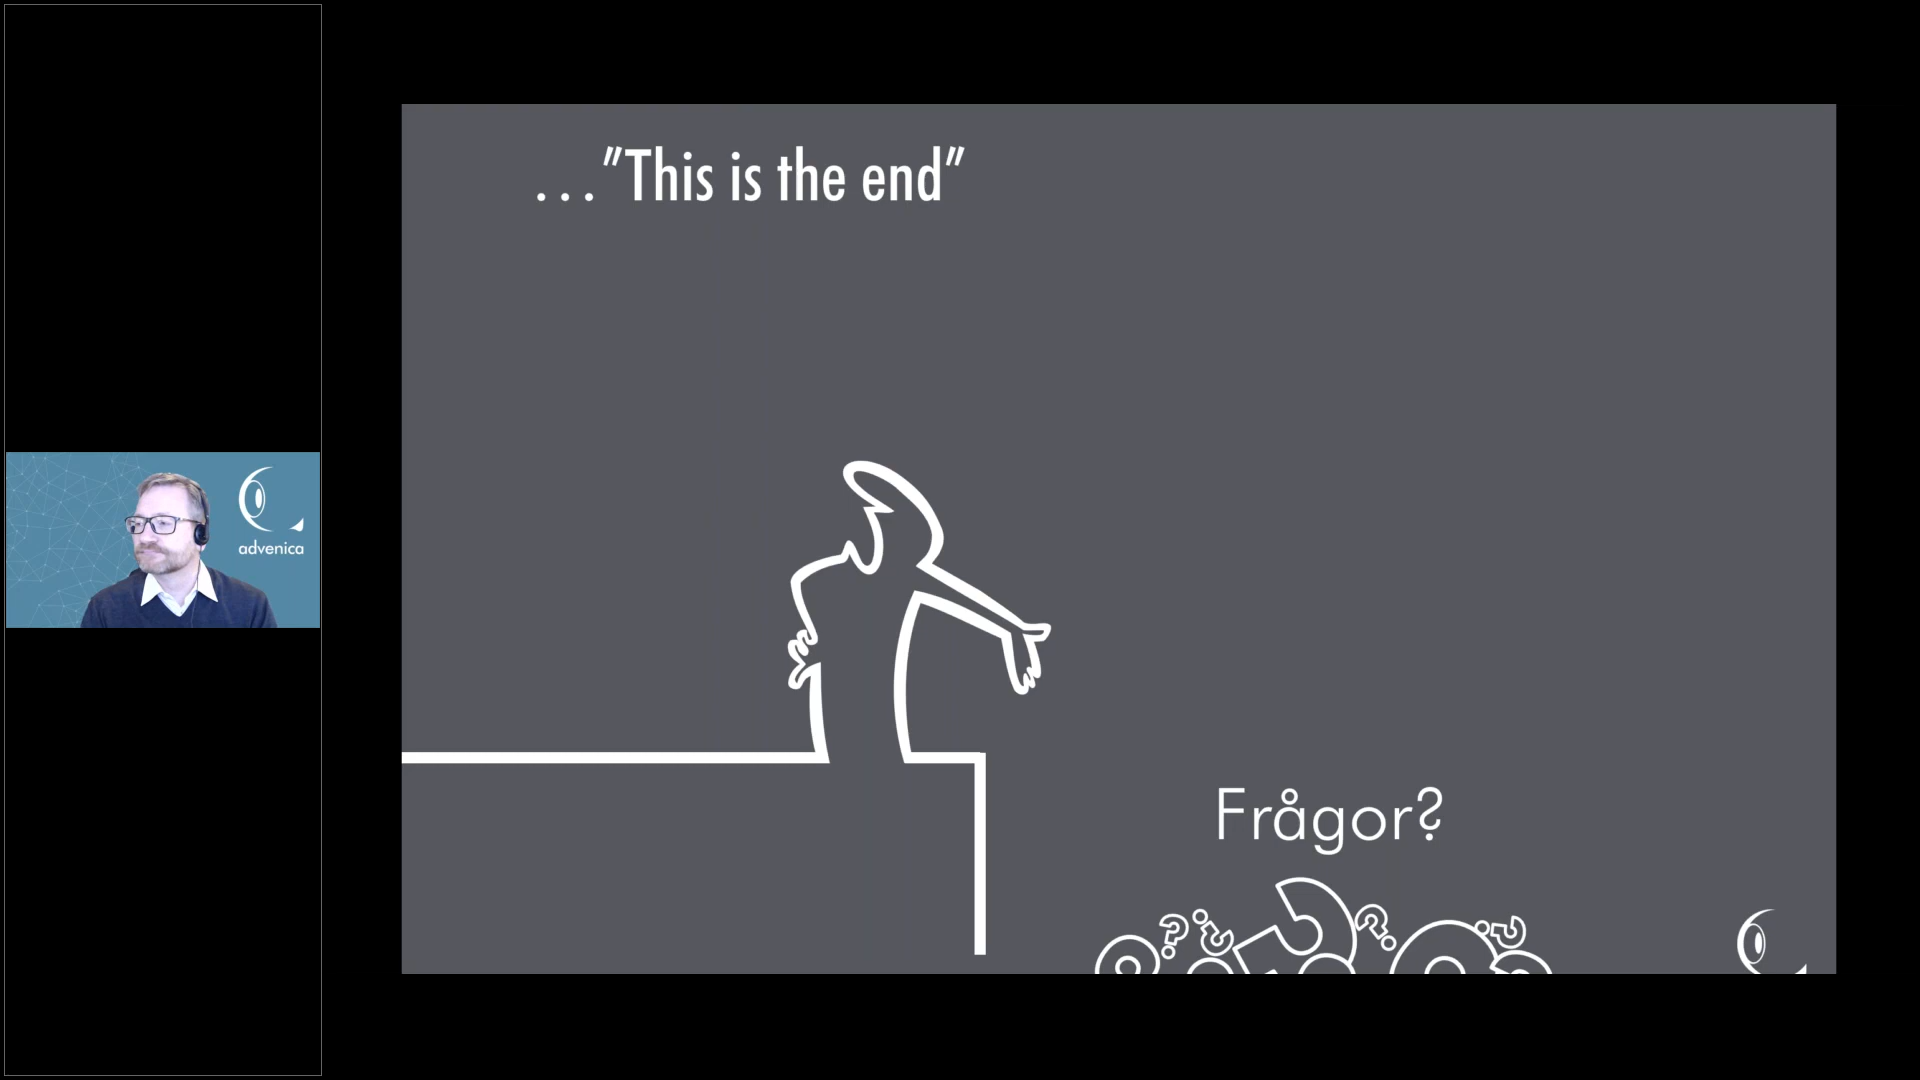 …"This is the end"
advenica
Frågor?